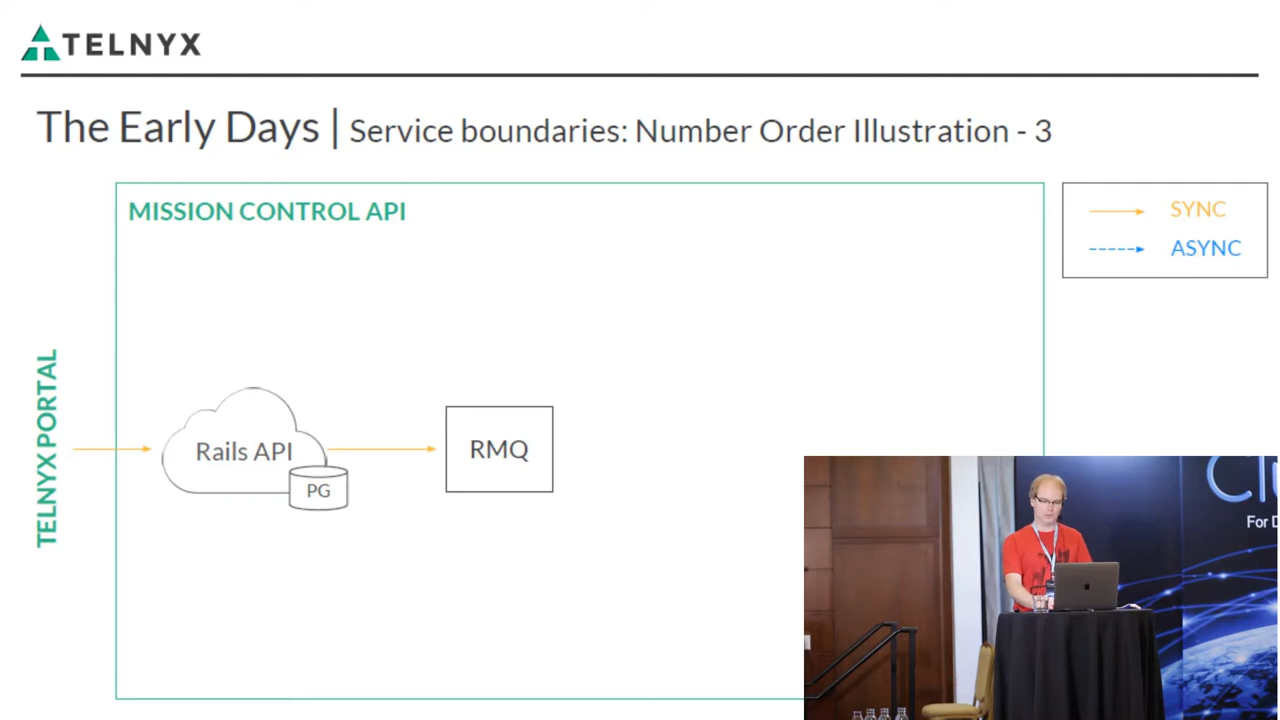 TELNYX
The Early Days | Service boundaries: Number Order Illustration - 3
MISSION CONTROL API
SYNC
ASYNC
TELNYX PORTAL
Rails API
PG
RMQ
For D